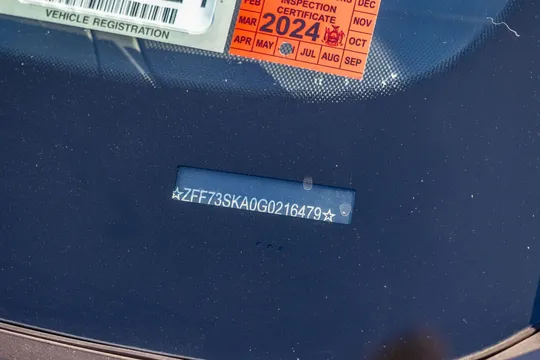 VEHICLE REGISTRATION
DEC
FEB INSPECTION NOV
MAR CERTIFICATE OCT
2024
APR MAY JUL AUG SEP
☆ZFF73SKA0G0216479☆